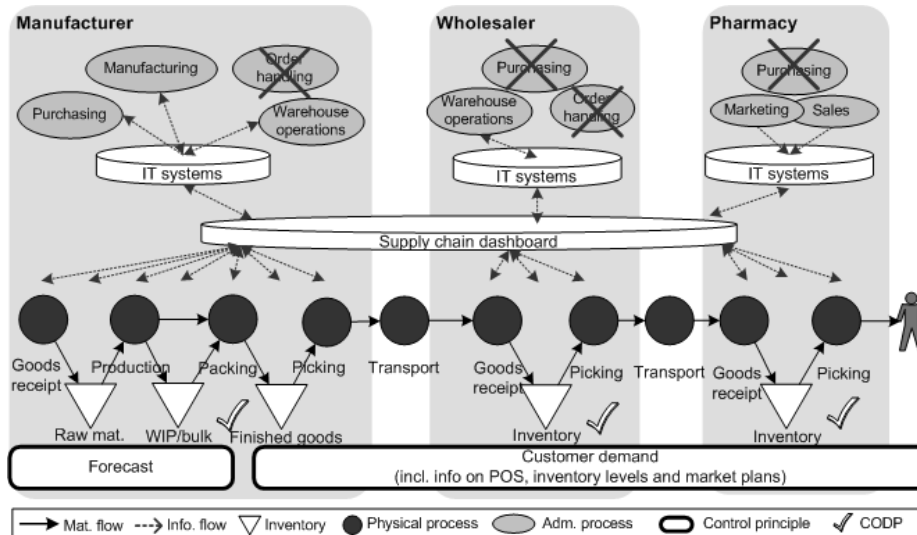 Manufacturer
Wholesaler
Pharmacy
Manufacturing
Order
handling
Purchasing
Warehouse
operations
IT systems
Purchasing
Warehouse
operations
Order
handling
IT systems
Purchasing
Marketing
Sales
IT systems
Supply chain dashboard
Goods
receipt
Production
Packing
Picking
Transport
Goods
receipt
Picking
Transport
Goods
receipt
Picking
Raw mat.
WIP/bulk
Finished goods
Inventory
Inventory
Forecast
Customer demand
(incl. info on POS, inventory levels and market plans)
Mat. flow
Info. flow
Inventory
Physical process
Adm. process
Control principle
CODP